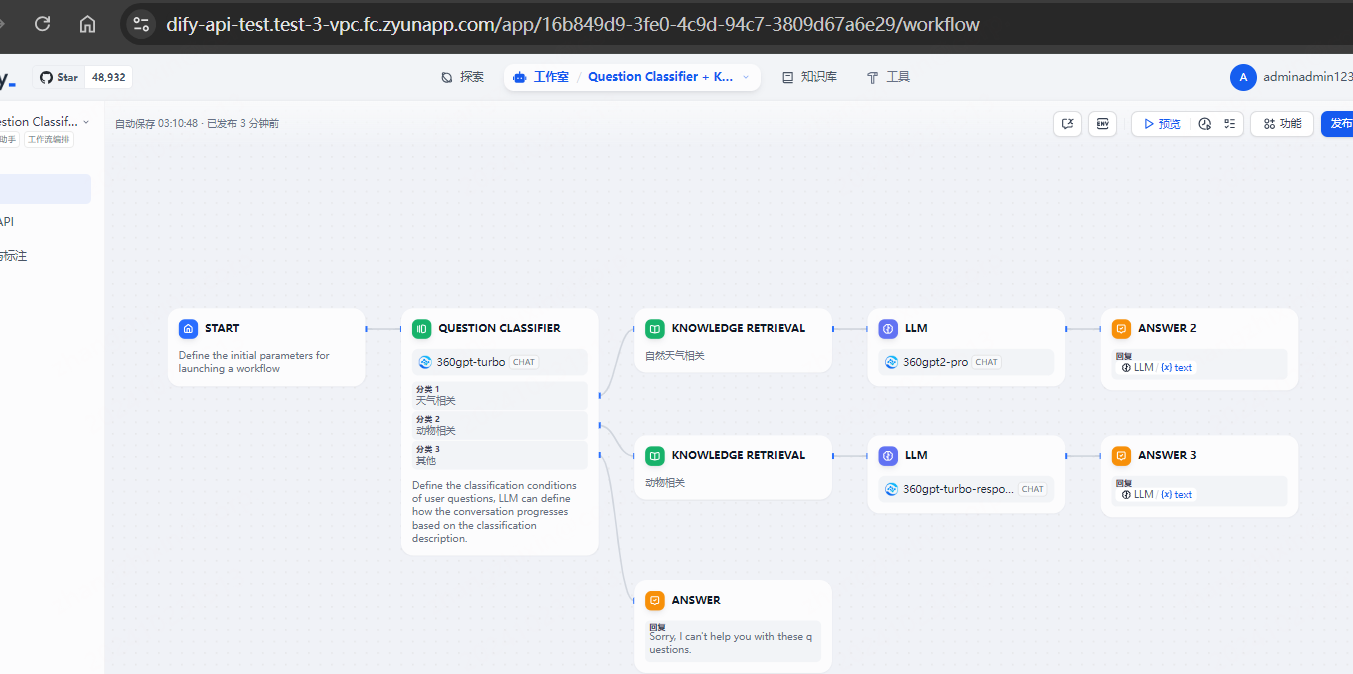 dify-api-test.test-3-vpc.fc.zyunapp.com/app/16b849d9-3fe0-4c9d-94c7-3809d67a6e29/workflow
y_ Star 48,932 探索 工作室 / Question Classifier + K... 知识库 工具 A adminadmin123
stion Classif...
助手 工作流编排
自动保存 03:10:48 · 已发布 3 分钟前 ENV 预览 功能 发布
API
与标注
START
Define the initial parameters for
launching a workflow
QUESTION CLASSIFIER
360gpt-turbo CHAT
分类 1
天气相关
分类 2
动物相关
分类 3
其他
Define the classification conditions
of user questions, LLM can define
how the conversation progresses
based on the classification
description.
KNOWLEDGE RETRIEVAL
自然天气相关
LLM
360gpt2-pro CHAT
ANSWER 2
回复
LLM / {x} text
KNOWLEDGE RETRIEVAL
动物相关
LLM
360gpt-turbo-respo... CHAT
ANSWER 3
回复
LLM / {x} text
ANSWER
回复
Sorry, I can't help you with these q
uestions.